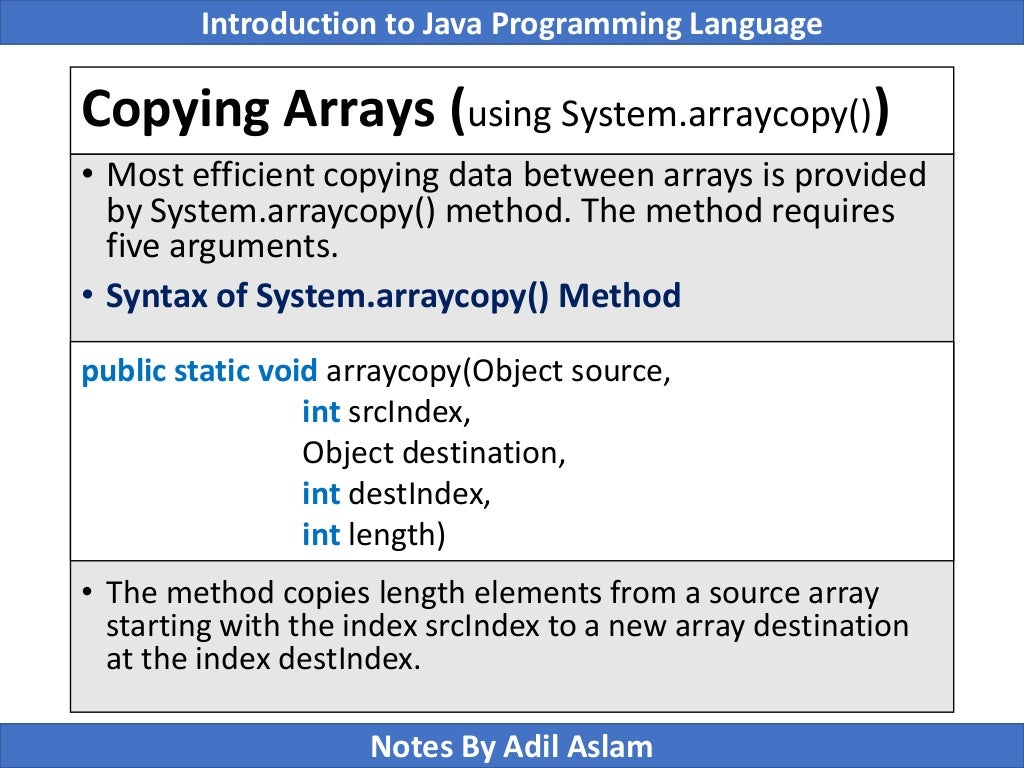 Introduction to Java Programming Language
Copying Arrays (using System.arraycopy())
• Most efficient copying data between arrays is provided
by System.arraycopy() method. The method requires
five arguments.
• Syntax of System.arraycopy() Method
public static void arraycopy(Object source,
int srcIndex,
Object destination,
int destIndex,
int length)
• The method copies length elements from a source array
starting with the index srcIndex to a new array destination
at the index destIndex.
Notes By Adil Aslam